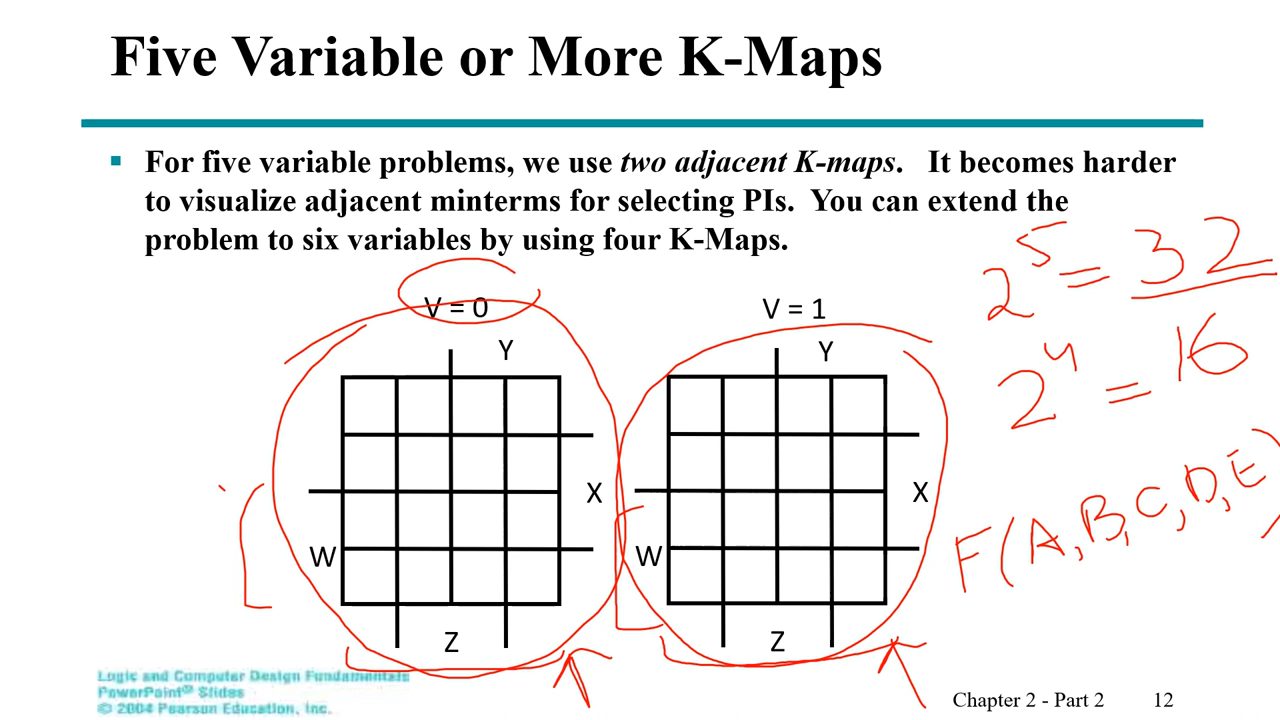 Five Variable or More K-Maps
▪ For five variable problems, we use two adjacent K-maps. It becomes harder
to visualize adjacent minterms for selecting PIs. You can extend the
problem to six variables by using four K-Maps.
2⁵ = 32
V = 0
V = 1
Y
Y
2⁴ = 16
X
X
F(A,B,C,D,E)
W
W
Z
Z
Logic and Computer Design Fundamentals
PowerPoint® Slides
© 2004 Pearson Education, Inc.
Chapter 2 - Part 2 12